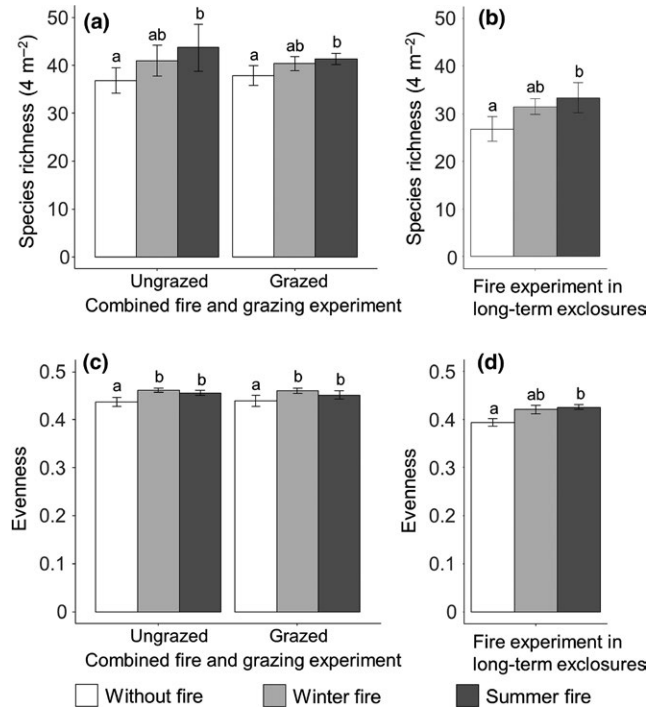 (a)
Species richness (4 m⁻²)
50
40
30
20
10
0
a ab b
a ab b
Ungrazed Grazed
Combined fire and grazing experiment
(b)
Species richness (4 m⁻²)
50
40
30
20
10
0
a ab b
Fire experiment in
long-term exclosures
(c)
Evenness
0.5
0.4
0.3
0.2
0.1
0
a b b
a b b
Ungrazed Grazed
Combined fire and grazing experiment
(d)
Evenness
0.5
0.4
0.3
0.2
0.1
0
a ab b
Fire experiment in
long-term exclosures
Without fire Winter fire Summer fire